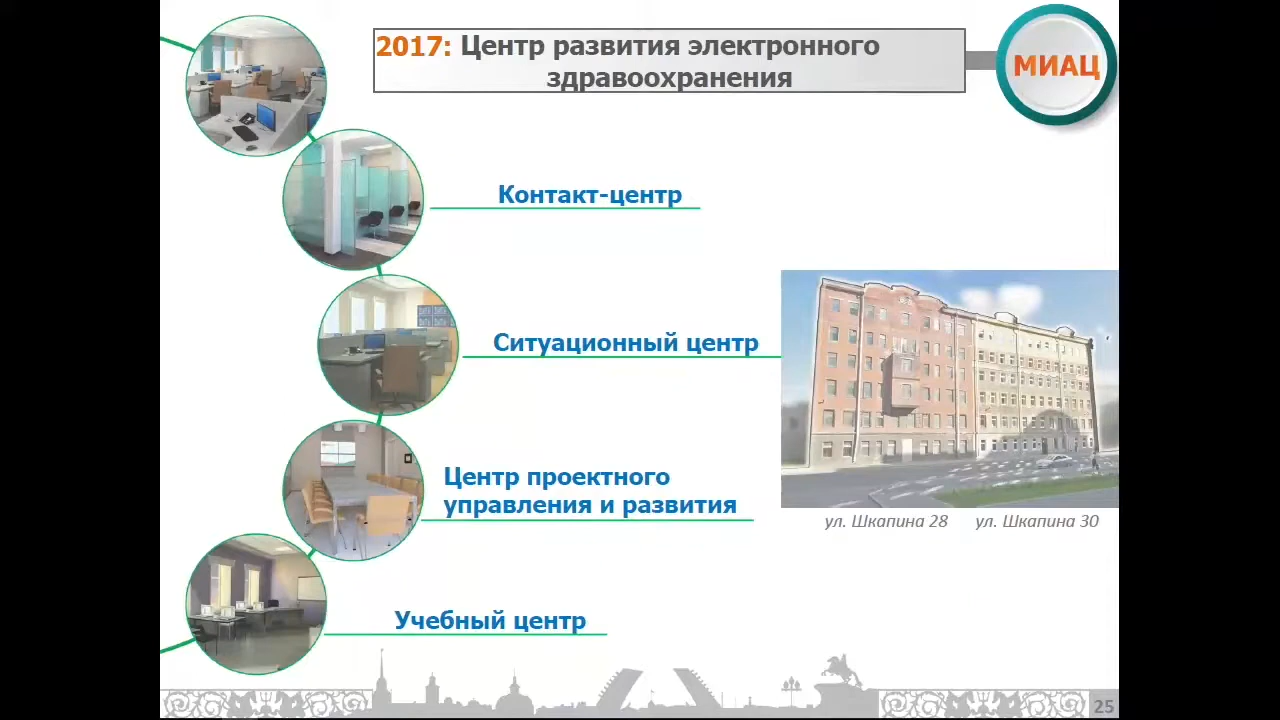 2017: Центр развития электронного
здравоохранения
МИАЦ
Контакт-центр
Ситуационный центр
Центр проектного
управления и развития
ул. Шкапина 28
ул. Шкапина 30
Учебный центр
25